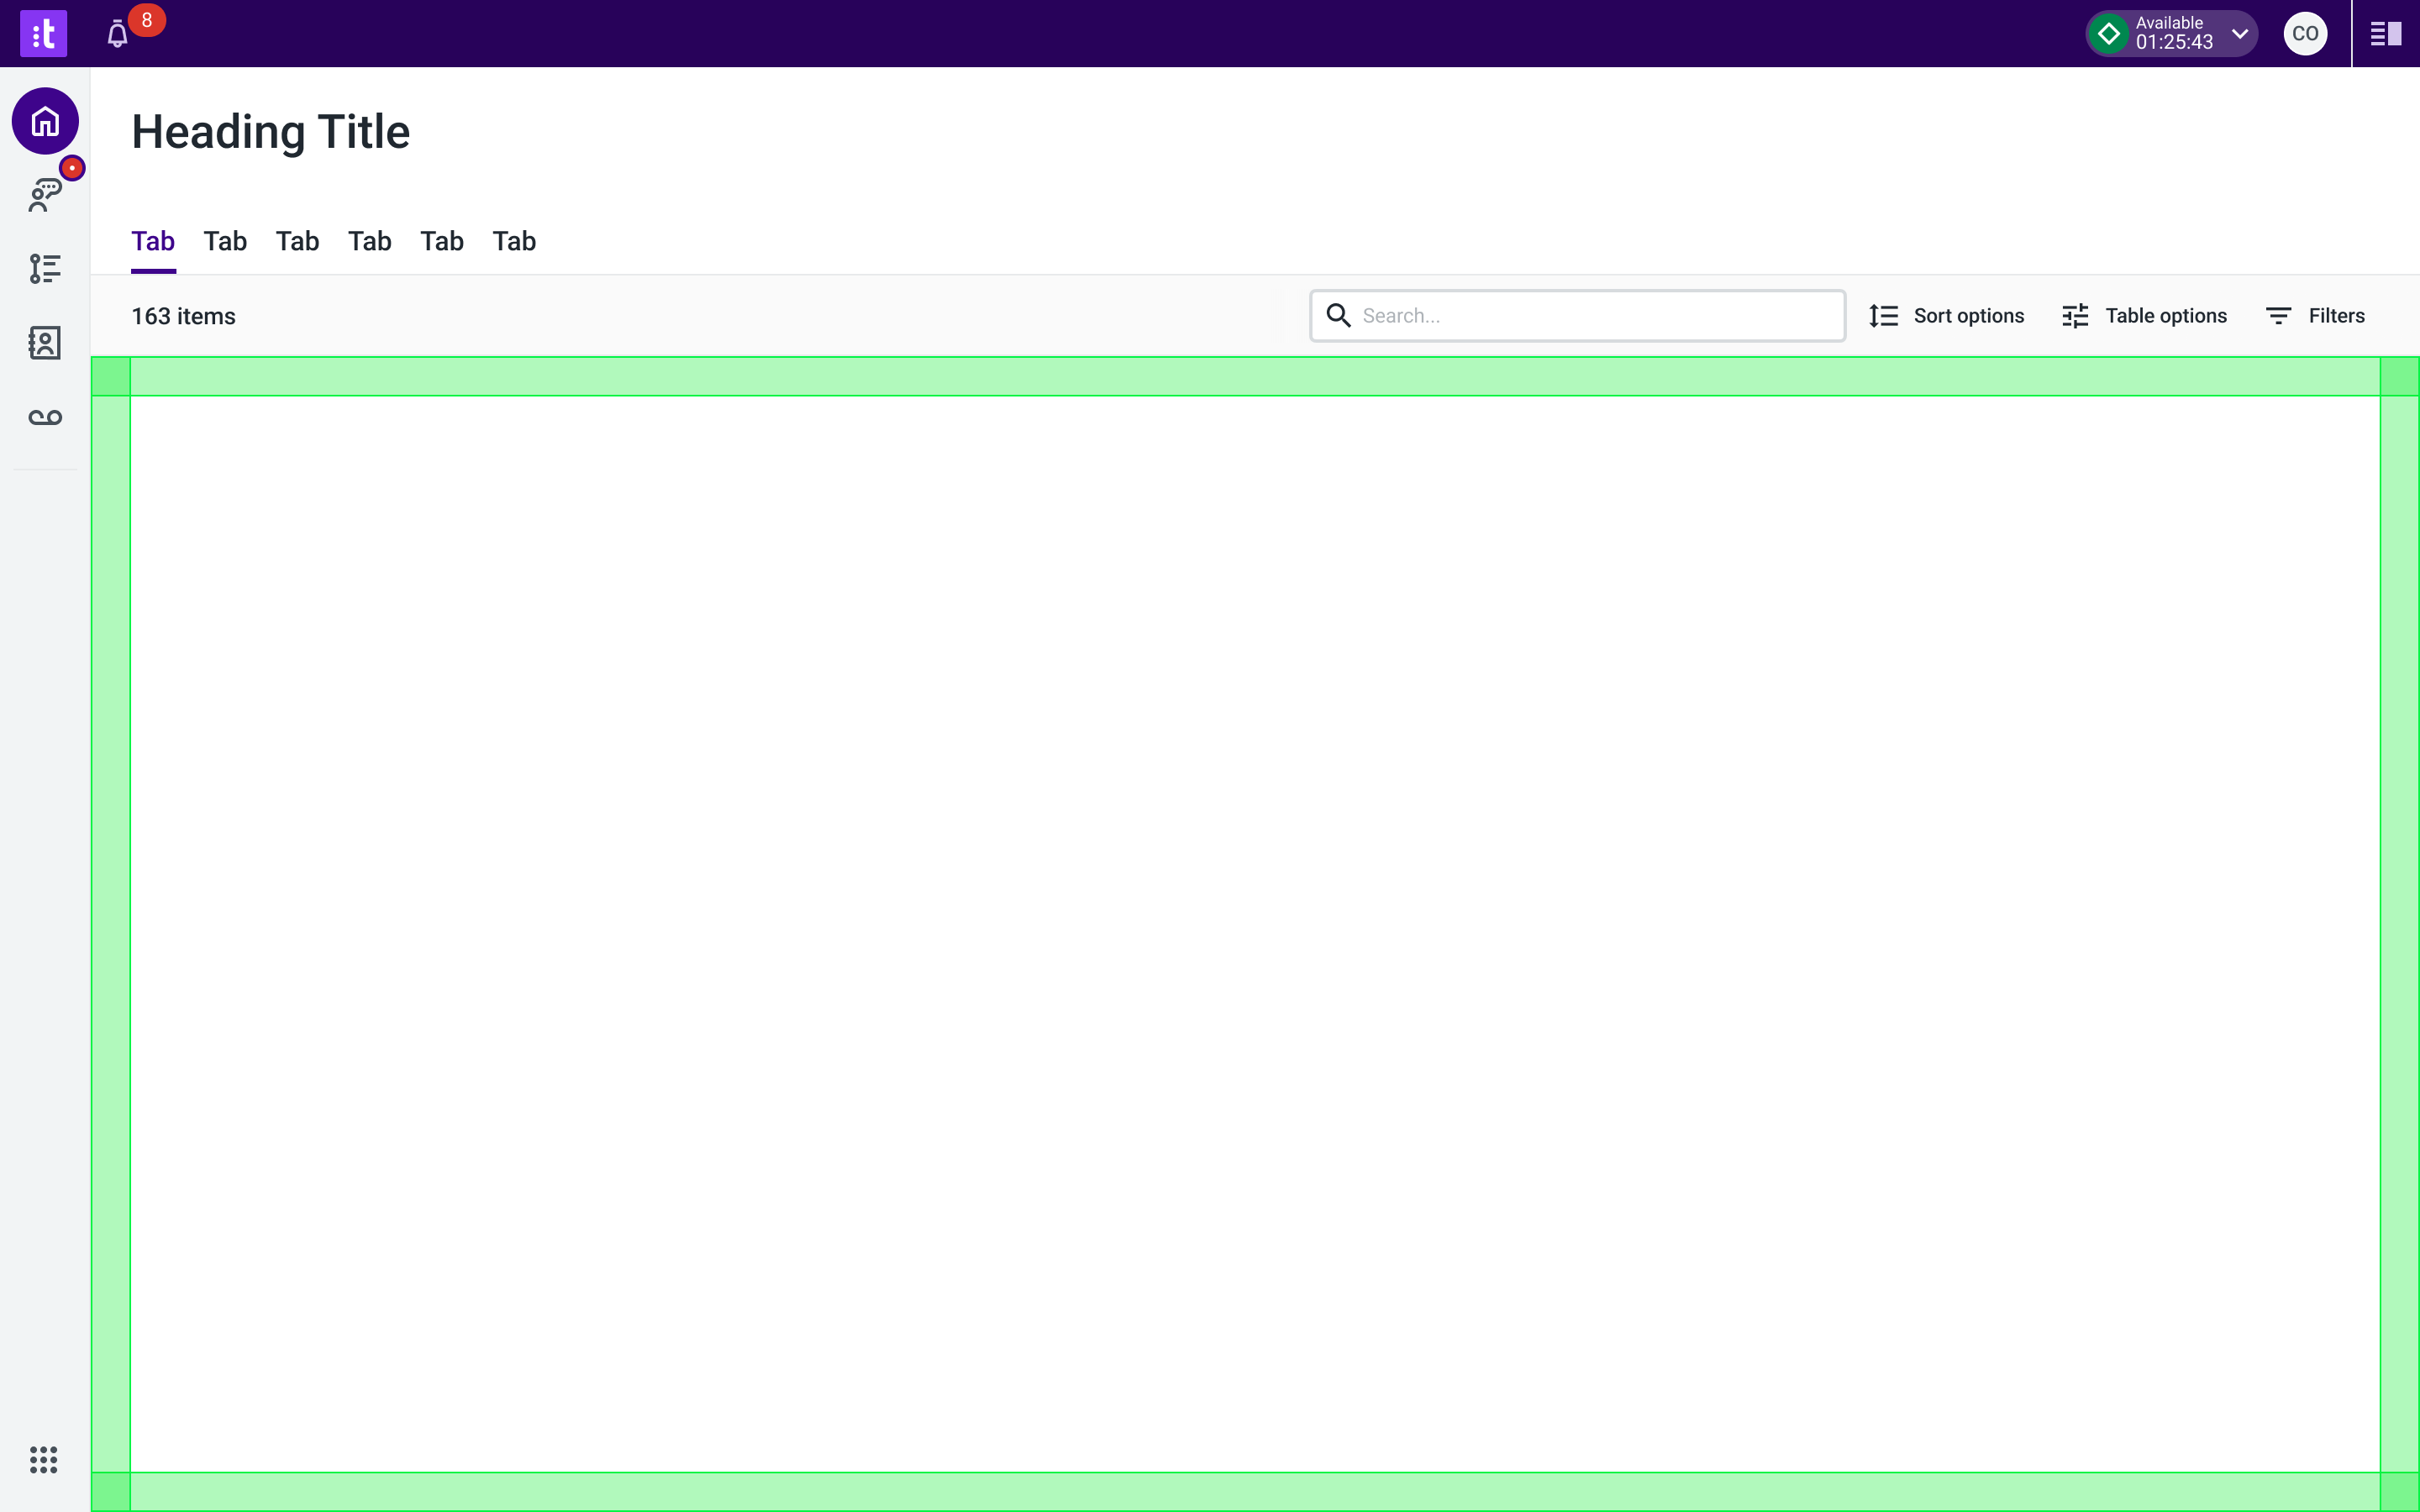 :t
8
Available
01:25:43
CO
Heading Title
Tab Tab Tab Tab Tab Tab
163 items
Search...
Sort options
Table options
Filters